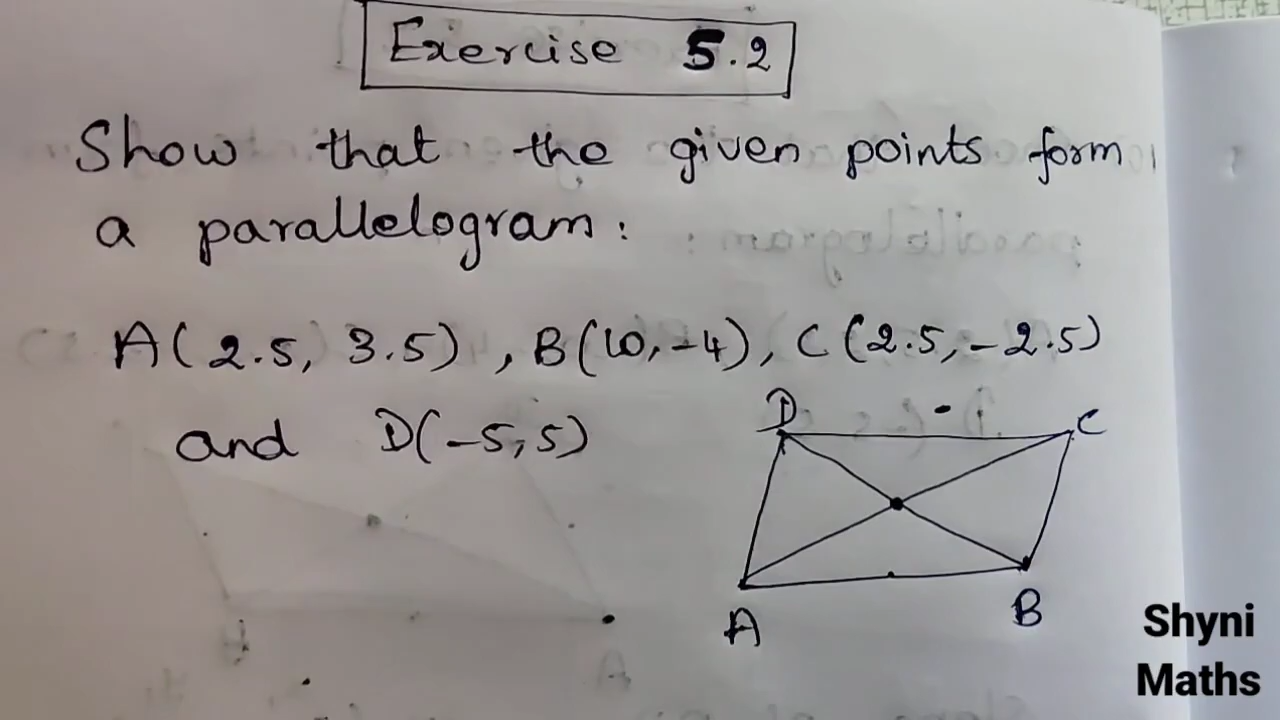 Exercise 5.2
Show that the given points form
a parallelogram:
A(2.5, 3.5), B(10, -4), C(2.5, -2.5)
and D(-5, 5)
D C
A B
Shyni
Maths